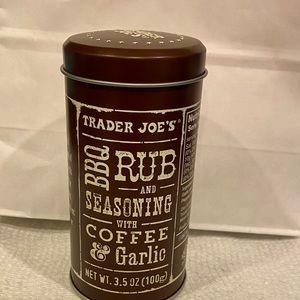 TRADER JOE'S®
BBQ RUB
AND
SEASONING
WITH
COFFEE
& Garlic
NET WT. 3.5 OZ (100g)